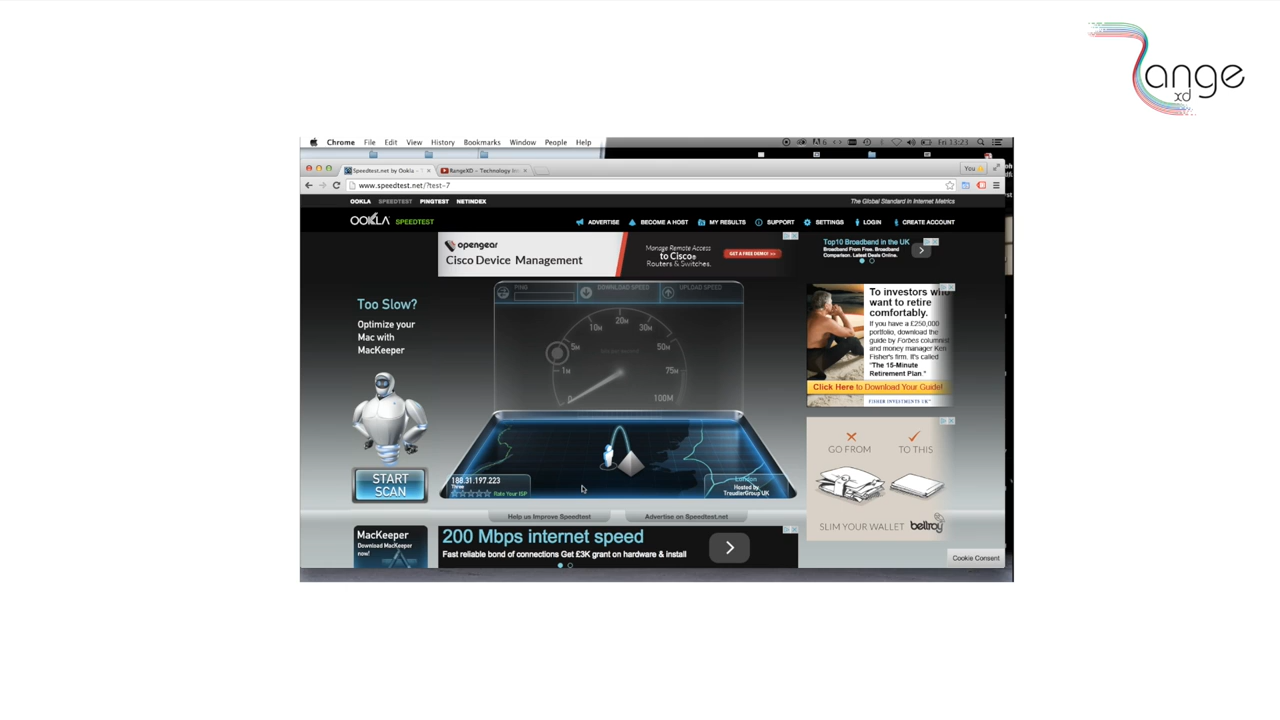 Range
xd
Chrome File Edit View History Bookmarks Window People Help
6
Fri 13:23
Speedtest.net by Ookla -
RangeXD - Technology
You
www.speedtest.net/?test-7
OOKLA SPEEDTEST PINGTEST NETINDEX
The Global Standard in Internet Metrics
OOKLA SPEEDTEST
ADVERTISE BECOME A HOST MY RESULTS SUPPORT SETTINGS LOGIN CREATE ACCOUNT
opengear
Cisco Device Management
Manage Remote Access
to Cisco
Routers & Switches.
GET A FREE DEMO! >>
Top10 Broadband in the UK
Broadband From Free. Broadband
Comparison. Latest Deals Online.
Too Slow?
Optimize your
Mac with
MacKeeper
START
SCAN
MacKeeper
Download MacKeeper
now!
PING DOWNLOAD SPEED UPLOAD SPEED
0
1M
5M
10M
20M
30M
50M
75M
100M
188.31.197.223
Three
Rate Your ISP
London
Hosted by
TreudlerGroup UK
Help us Improve Speedtest
Advertise on Speedtest.net
200 Mbps internet speed
Fast reliable bond of connections Get £3K grant on hardware & install
To investors who
want to retire
comfortably.
If you have a £250,000
portfolio, download the
guide by Forbes columnist
and money manager Ken
Fisher's firm. It's called
"The 15-Minute
Retirement Plan."
Click Here to Download Your Guide!
FISHER INVESTMENTS UK
GO FROM
TO THIS
SLIM YOUR WALLET bellroy
Cookie Consent